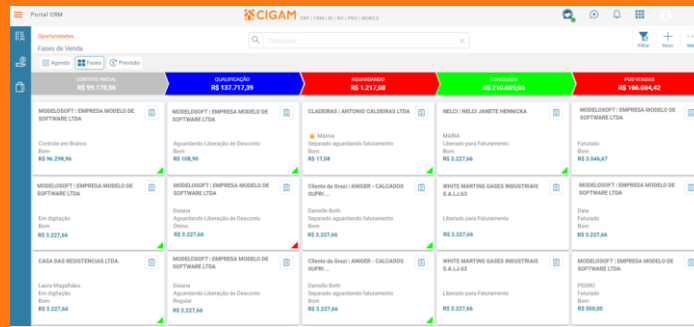 Portal CRM
CIGAM ERP | CRM | BI | RH | PDV | MOBILE
Oportunidades
Fases de Venda
Pesquisar
Filtrar
Novo
Agenda
Fases
Previsão
CONTATO INICIAL
R$ 99.178,56
QUALIFICAÇÃO
R$ 137.717,39
AGUARDANDO
R$ 1.217,08
CONCLUÍDO
R$ 210.609,65
POS VENDAS
R$ 166.064,42
MODELOSOFT | EMPRESA MODELO DE
SOFTWARE LTDA
Controle em Branco
Bom
R$ 96.298,96
MODELOSOFT | EMPRESA MODELO DE
SOFTWARE LTDA
Aguardando Liberação de Desconto
Bom
R$ 108,90
CLADEIRAS | ANTONIO CALDEIRAS LTDA
Márcia
Separado aguardando faturamento
Bom
R$ 17,08
NELCI | NELCI JANETE HENNICKA
MARIA
Liberado para Faturamento
Bom
R$ 3.227,66
MODELOSOFT | EMPRESA MODELO DE
SOFTWARE LTDA
Faturado
Bom
R$ 3.046,67
MODELOSOFT | EMPRESA MODELO DE
SOFTWARE LTDA
Em digitação
Bom
R$ 3.227,66
MODELOSOFT | EMPRESA MODELO DE
SOFTWARE LTDA
Daiana
Aguardando Liberação de Desconto
Ótimo
R$ 3.227,66
Cliente da Grazi | AMIGER - CALCADOS
SUPRI ...
Danielle Both
Separado aguardando faturamento
Bom
R$ 3.227,66
WHITE MARTINS GASES INDUSTRIAIS
S.A.LJ 65
Liberado para Faturamento
R$ 3.227,66
MODELOSOFT | EMPRESA MODELO DE
SOFTWARE LTDA
Daia
Faturado
Bom
R$ 3.227,66
CASA DAS RESISTENCIAS LTDA.
Laura Magalhães
Em digitação
Bom
R$ 3.227,66
MODELOSOFT | EMPRESA MODELO DE
SOFTWARE LTDA
Daiana
Aguardando Liberação de Desconto
Regular
R$ 3.227,66
Cliente da Grazi | AMIGER - CALCADOS
SUPRI ...
Danielle Both
Separado aguardando faturamento
Bom
R$ 3.227,66
WHITE MARTINS GASES INDUSTRIAIS
S.A.LJ 65
Liberado para Faturamento
R$ 3.227,66
MODELOSOFT | EMPRESA MODELO DE
SOFTWARE LTDA
PEDRO
Faturado
Bom
R$ 500,00